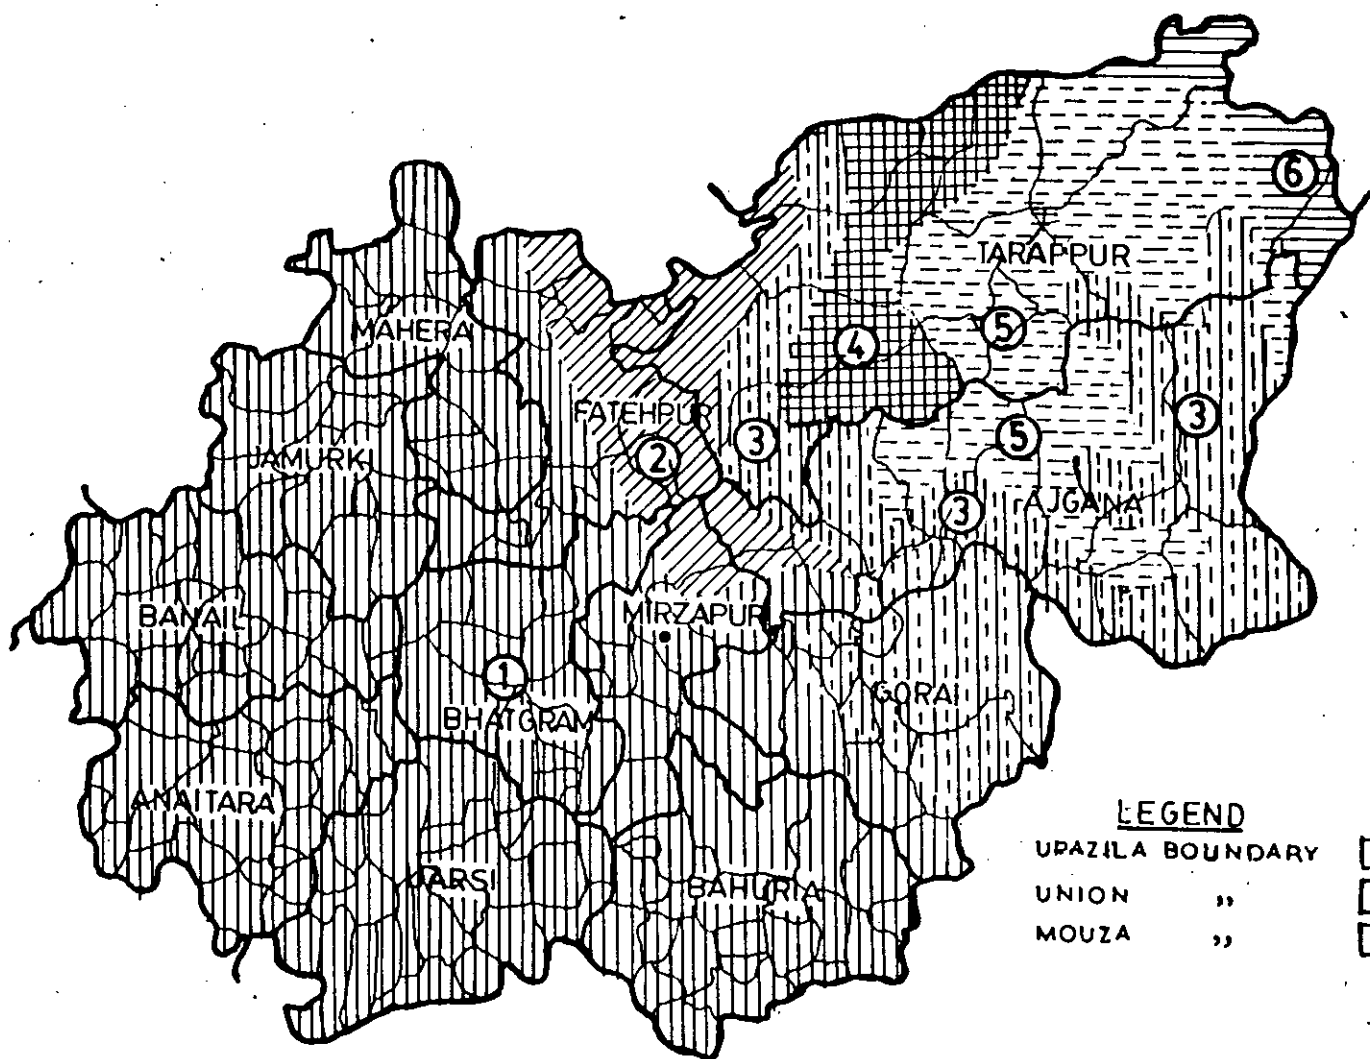 6
TARAPPUR
MAHERA
5
4
FATEHPUR
3
3
5
JAMURKI
2
3
AJGANA
BANAIL
MIRZAPUR
1
GORAI
BHATGRAM
ANAITARA
UARSI
BAHURIA
LEGEND
UPAZILA BOUNDARY
UNION ,,
MOUZA ,,